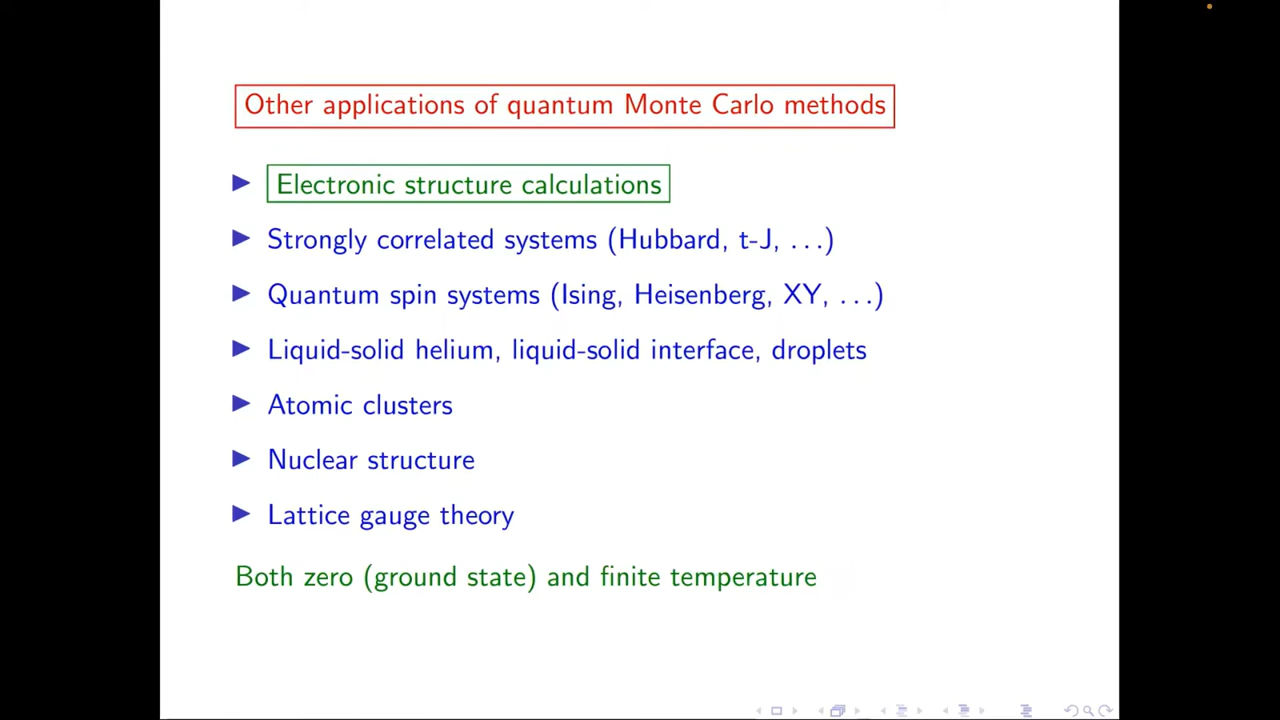 Other applications of quantum Monte Carlo methods
Electronic structure calculations
Strongly correlated systems (Hubbard, t-J, ...)
Quantum spin systems (Ising, Heisenberg, XY, ...)
Liquid-solid helium, liquid-solid interface, droplets
Atomic clusters
Nuclear structure
Lattice gauge theory
Both zero (ground state) and finite temperature